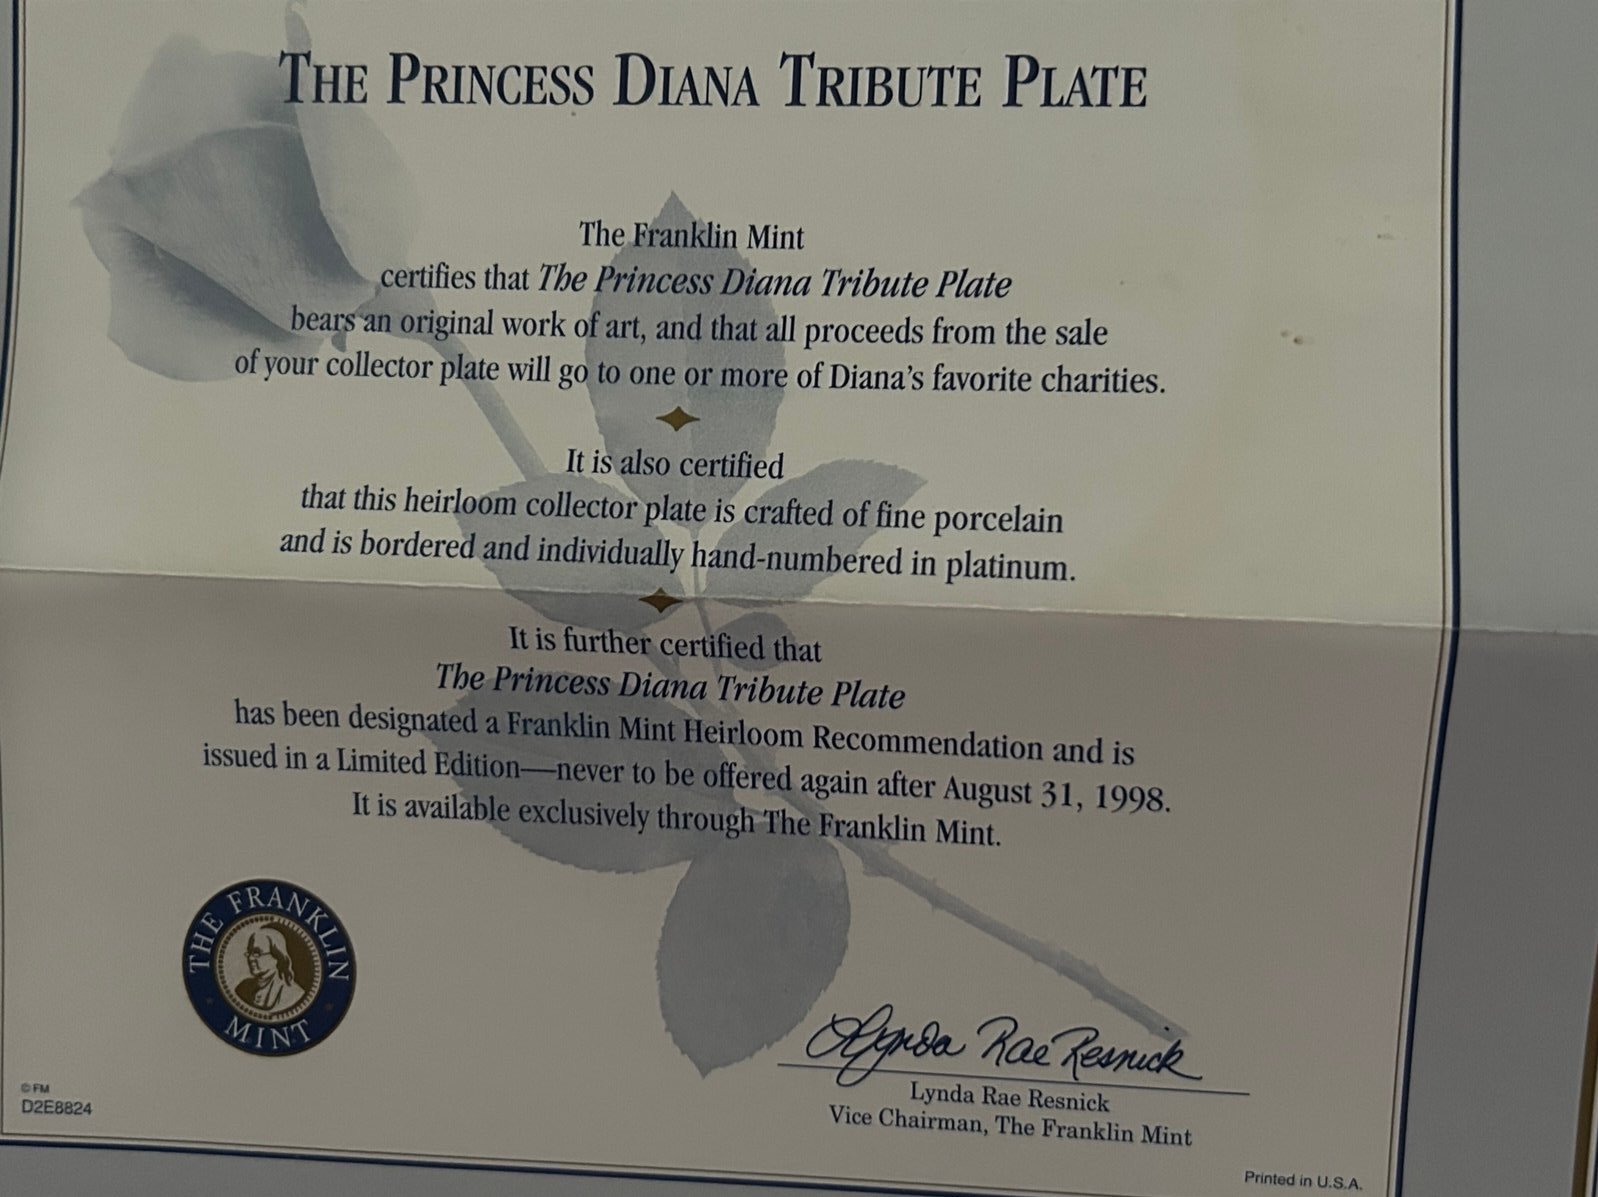 THE PRINCESS DIANA TRIBUTE PLATE
The Franklin Mint
certifies that The Princess Diana Tribute Plate
bears an original work of art, and that all proceeds from the sale
of your collector plate will go to one or more of Diana's favorite charities.
It is also certified
that this heirloom collector plate is crafted of fine porcelain
and is bordered and individually hand-numbered in platinum.
It is further certified that
The Princess Diana Tribute Plate
has been designated a Franklin Mint Heirloom Recommendation and is
issued in a Limited Edition—never to be offered again after August 31, 1998.
It is available exclusively through The Franklin Mint.
THE FRANKLIN
MINT
Lynda Rae Resnick
Lynda Rae Resnick
Vice Chairman, The Franklin Mint
© FM
D2E8824
Printed in U.S.A.